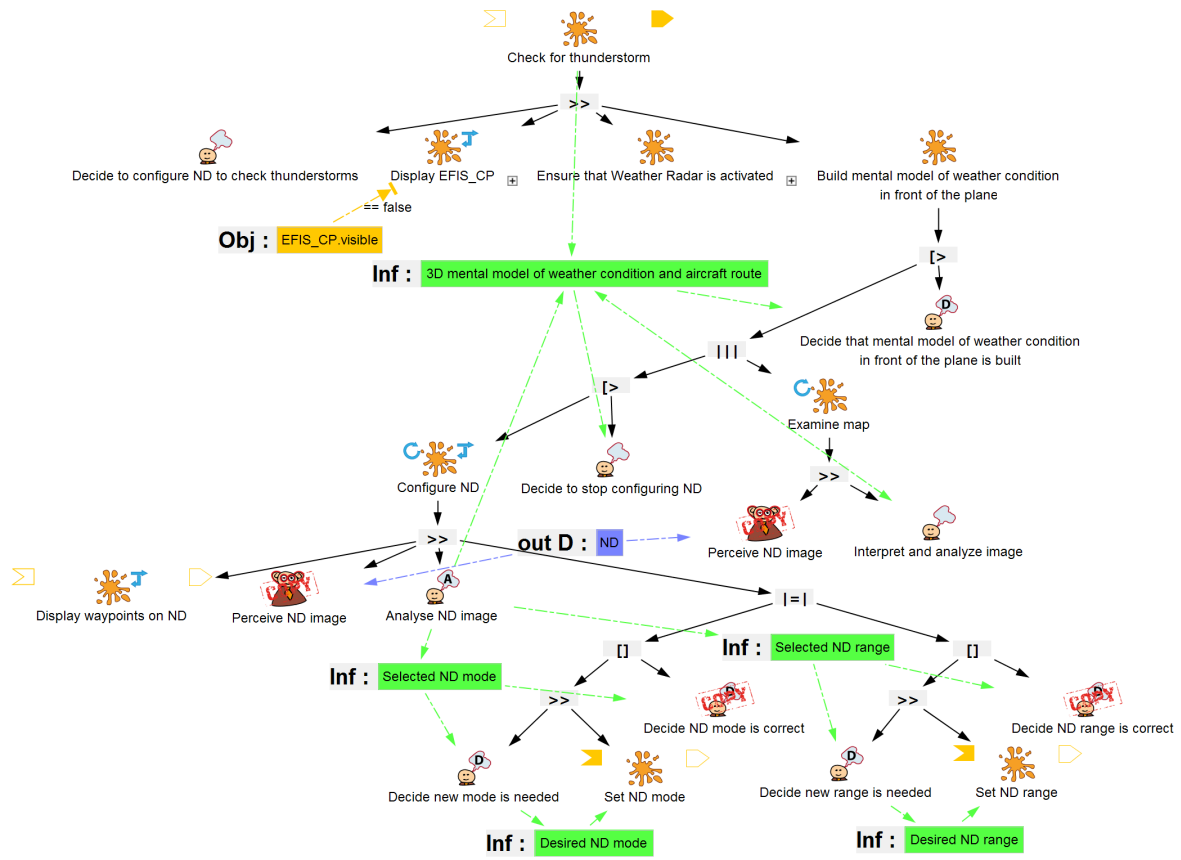 Check for thunderstorm
>>
Decide to configure ND to check thunderstorms
Display EFIS_CP
Ensure that Weather Radar is activated
Build mental model of weather condition
in front of the plane
== false
Obj : EFIS_CP.visible
[>
Inf : 3D mental model of weather condition and aircraft route
D
Decide that mental model of weather condition
in front of the plane is built
|||
[>
Examine map
Configure ND
Decide to stop configuring ND
>>
>>
out D : ND
COPY
Perceive ND image
Interpret and analyze image
COPY
A
Display waypoints on ND
Perceive ND image
Analyse ND image
|=|
[]
Inf : Selected ND range
[]
Inf : Selected ND mode
>>
D
COPY
Decide ND mode is correct
>>
D
COPY
Decide ND range is correct
D
Decide new mode is needed
Set ND mode
D
Decide new range is needed
Set ND range
Inf : Desired ND mode
Inf : Desired ND range